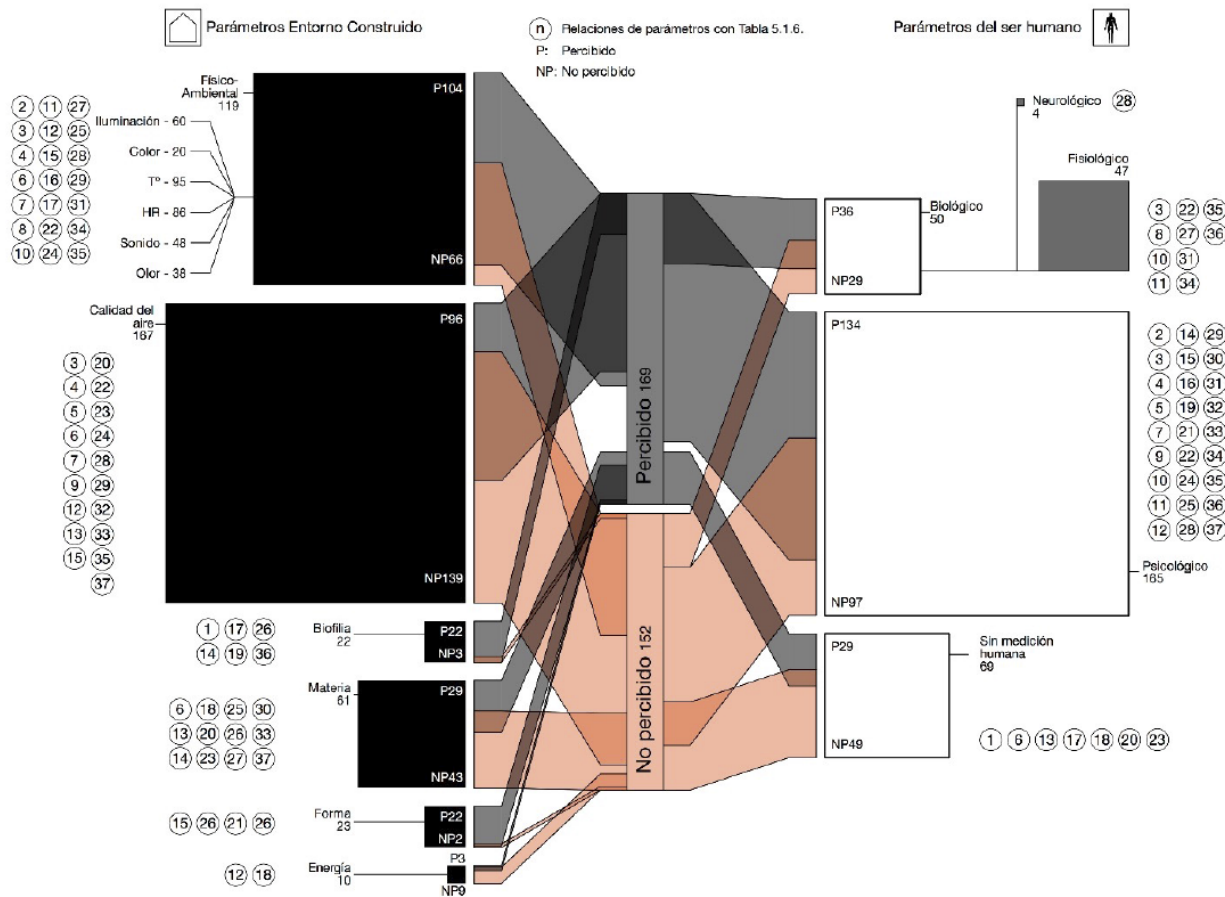 Parámetros Entorno Construido
n Relaciones de parámetros con Tabla 5.1.6.
P: Percibido
NP: No percibido
Parámetros del ser humano
Físico-
Ambiental
119
Iluminación - 60
Color - 20
Tº - 95
HR - 86
Sonido - 48
Olor - 38
2 11 27
3 12 25
4 15 28
6 16 29
7 17 31
8 22 34
10 24 35
P104
NP66
Calidad del
aire
167
3 20
4 22
5 23
6 24
7 28
9 29
12 32
13 33
15 35
37
P96
NP139
Biofilia
22
1 17 26
14 19 36
P22
NP3
Materia
61
6 18 25 30
13 20 26 33
14 23 27 37
P29
NP43
Forma
23
15 26 21 26
P22
NP2
Energía
10
12 18
P3
NP9
Percibido 169
No percibido 152
Neurológico 28
4
Fisiológico
47
P36
NP29
Biológico
50
3 22 35
8 27 36
10 31
11 34
P134
NP97
2 14 29
3 15 30
4 16 31
5 19 32
7 21 33
9 22 34
10 24 35
11 25 36
12 28 37
Psicológico
165
P29
NP49
Sin medición
humana
69
1 6 13 17 18 20 23